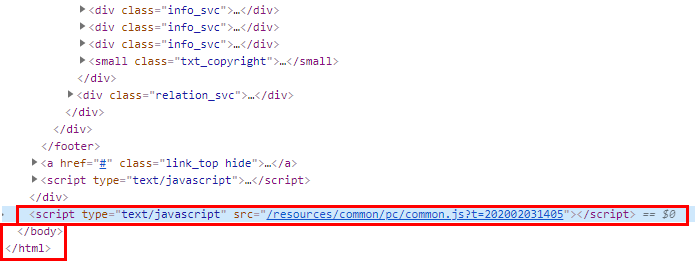 <div class="info_svc">…</div>
<div class="info_svc">…</div>
<div class="info_svc">…</div>
<small class="txt_copyright">…</small>
</div>
<div class="relation_svc">…</div>
</div>
</div>
</footer>
<a href="#" class="link_top hide">…</a>
<script type="text/javascript">…</script>
</div>
<script type="text/javascript" src="/resources/common/pc/common.js?t=202002031405"></script> == $0
</body>
</html>